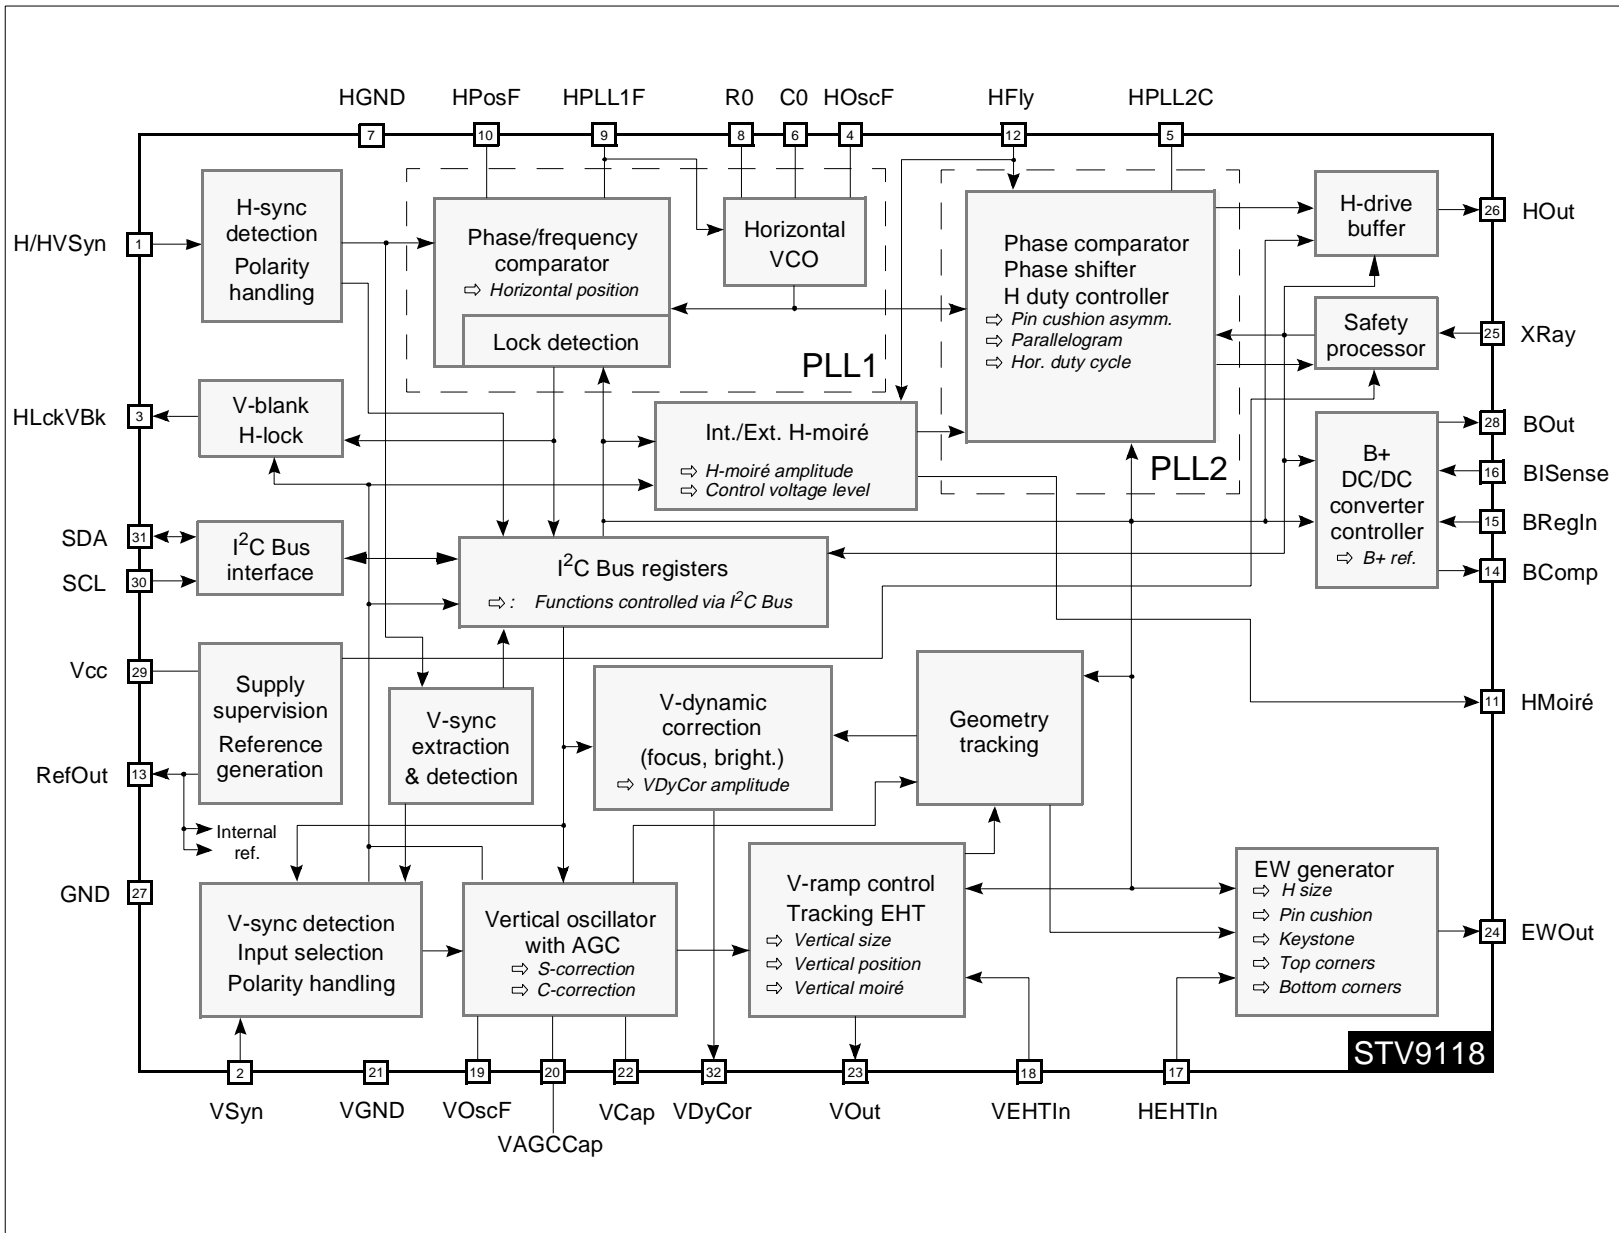 HGND
HPosF
HPLL1F
R0
C0
HOscF
HFly
HPLL2C
7
10
9
8
6
4
12
5
H/HVSyn
1
H-sync
detection
Polarity
handling
Phase/frequency
comparator
⇨ Horizontal position
Lock detection
Horizontal
VCO
PLL1
Phase comparator
Phase shifter
H duty controller
⇨ Pin cushion asymm.
⇨ Parallelogram
⇨ Hor. duty cycle
PLL2
H-drive
buffer
26
HOut
Safety
processor
25
XRay
HLckVBk
3
V-blank
H-lock
Int./Ext. H-moiré
⇨ H-moiré amplitude
⇨ Control voltage level
B+
DC/DC
converter
controller
⇨ B+ ref.
28
BOut
16
BISense
15
BRegIn
14
BComp
SDA
31
SCL
30
I²C Bus
interface
I²C Bus registers
⇨ : Functions controlled via I²C Bus
Vcc
29
Supply
supervision
Reference
generation
RefOut
13
Internal
ref.
V-sync
extraction
& detection
V-dynamic
correction
(focus, bright.)
⇨ VDyCor amplitude
Geometry
tracking
11
HMoiré
GND
27
V-sync detection
Input selection
Polarity handling
Vertical oscillator
with AGC
⇨ S-correction
⇨ C-correction
V-ramp control
Tracking EHT
⇨ Vertical size
⇨ Vertical position
⇨ Vertical moiré
EW generator
⇨ H size
⇨ Pin cushion
⇨ Keystone
⇨ Top corners
⇨ Bottom corners
24
EWOut
STV9118
2
21
19
20
22
32
23
18
17
VSyn
VGND
VOscF
VAGCCap
VCap
VDyCor
VOut
VEHTIn
HEHTIn